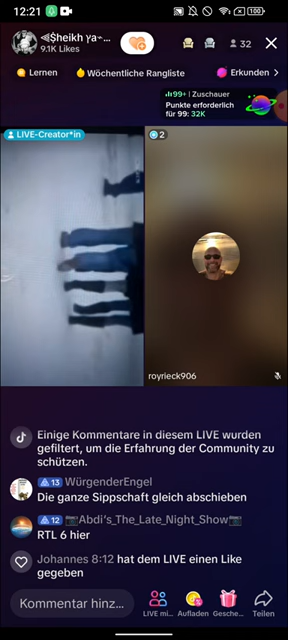 12:21
100
⫷$heikh үa⌁...
9.1K Likes
32
Lernen
Wöchentliche Rangliste
Erkunden >
99+ | Zuschauer
Punkte erforderlich
für 99: 32K
LIVE-Creator*in
2
royrieck906
Einige Kommentare in diesem LIVE wurden
gefiltert, um die Erfahrung der Community zu
schützen.
13 WürgenderEngel
Die ganze Sippschaft gleich abschieben
12 📷Abdi‘s_The_Late_Night_Show📷
RTL 6 hier
Johannes 8:12 hat dem LIVE einen Like
gegeben
Kommentar hinz...
LIVE mi...
Aufladen
Gesche...
Teilen